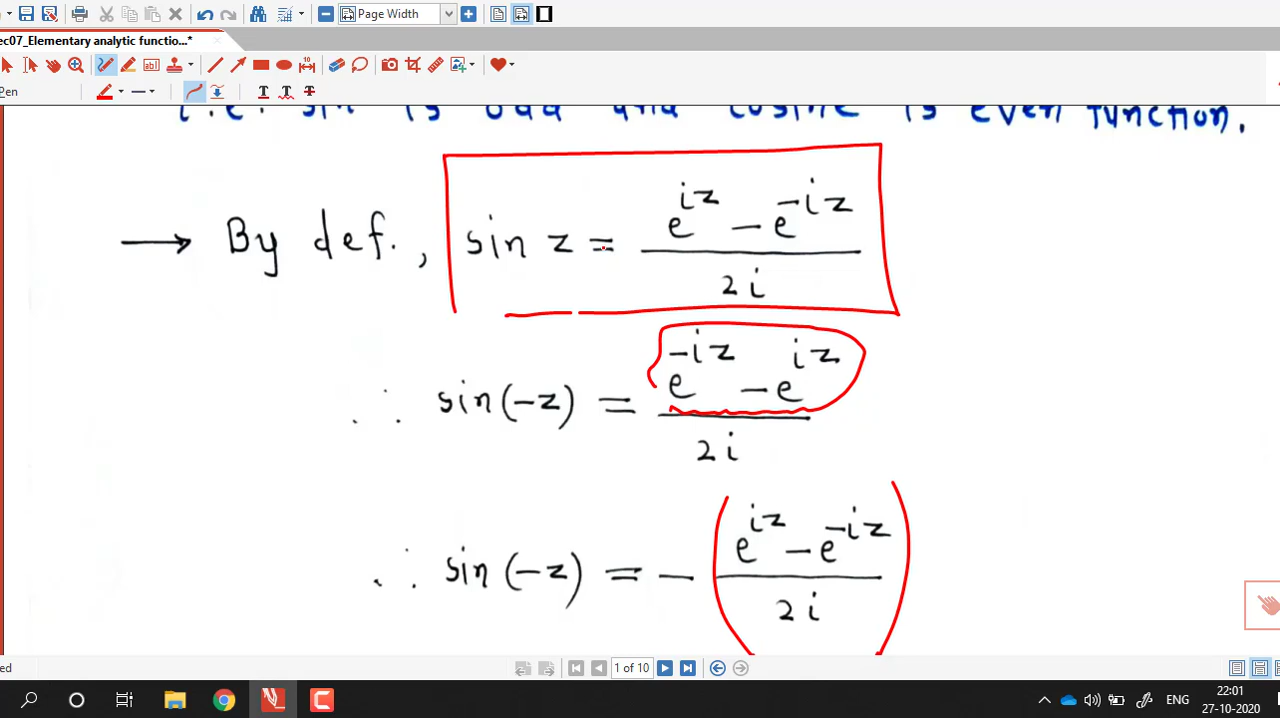 Page Width
ec07_Elementary analytic functio...*
Pen
T T T
i.e. sin is odd and cosine is even function.
→ By def., sin z = (e^{iz} − e^{−iz}) / 2i
∴ sin(−z) = (e^{−iz} − e^{iz}) / 2i
∴ sin(−z) = −((e^{iz} − e^{−iz}) / 2i)
ed
1 of 10
ENG
22:01
27-10-2020